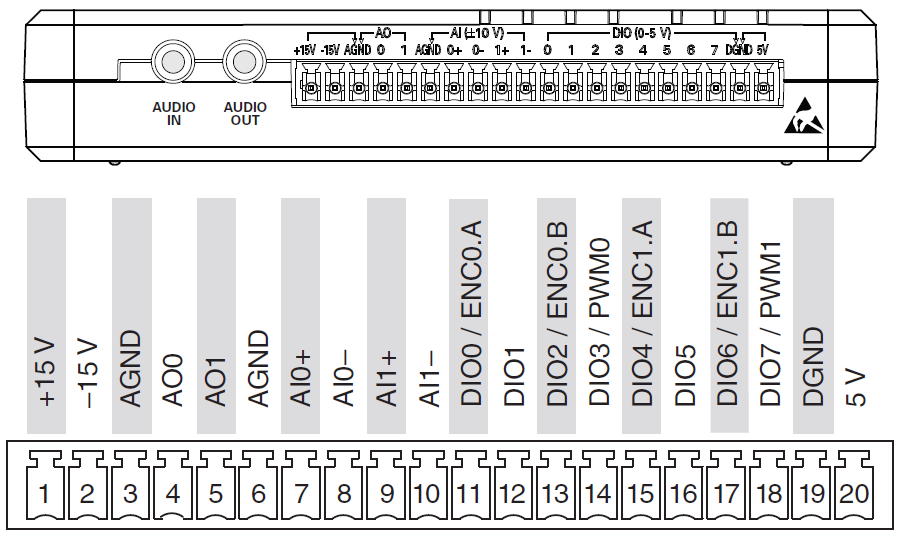 AO AI (±10 V) DIO (0-5 V)
+15V -15V AGND 0 1 AGND 0+ 0- 1+ 1- 0 1 2 3 4 5 6 7 DGND 5V
AUDIO IN
AUDIO OUT
+15 V
–15 V
AGND
AO0
AO1
AGND
AI0+
AI0–
AI1+
AI1–
DIO0 / ENC0.A
DIO1
DIO2 / ENC0.B
DIO3 / PWM0
DIO4 / ENC1.A
DIO5
DIO6 / ENC1.B
DIO7 / PWM1
DGND
5 V
1 2 3 4 5 6 7 8 9 10 11 12 13 14 15 16 17 18 19 20